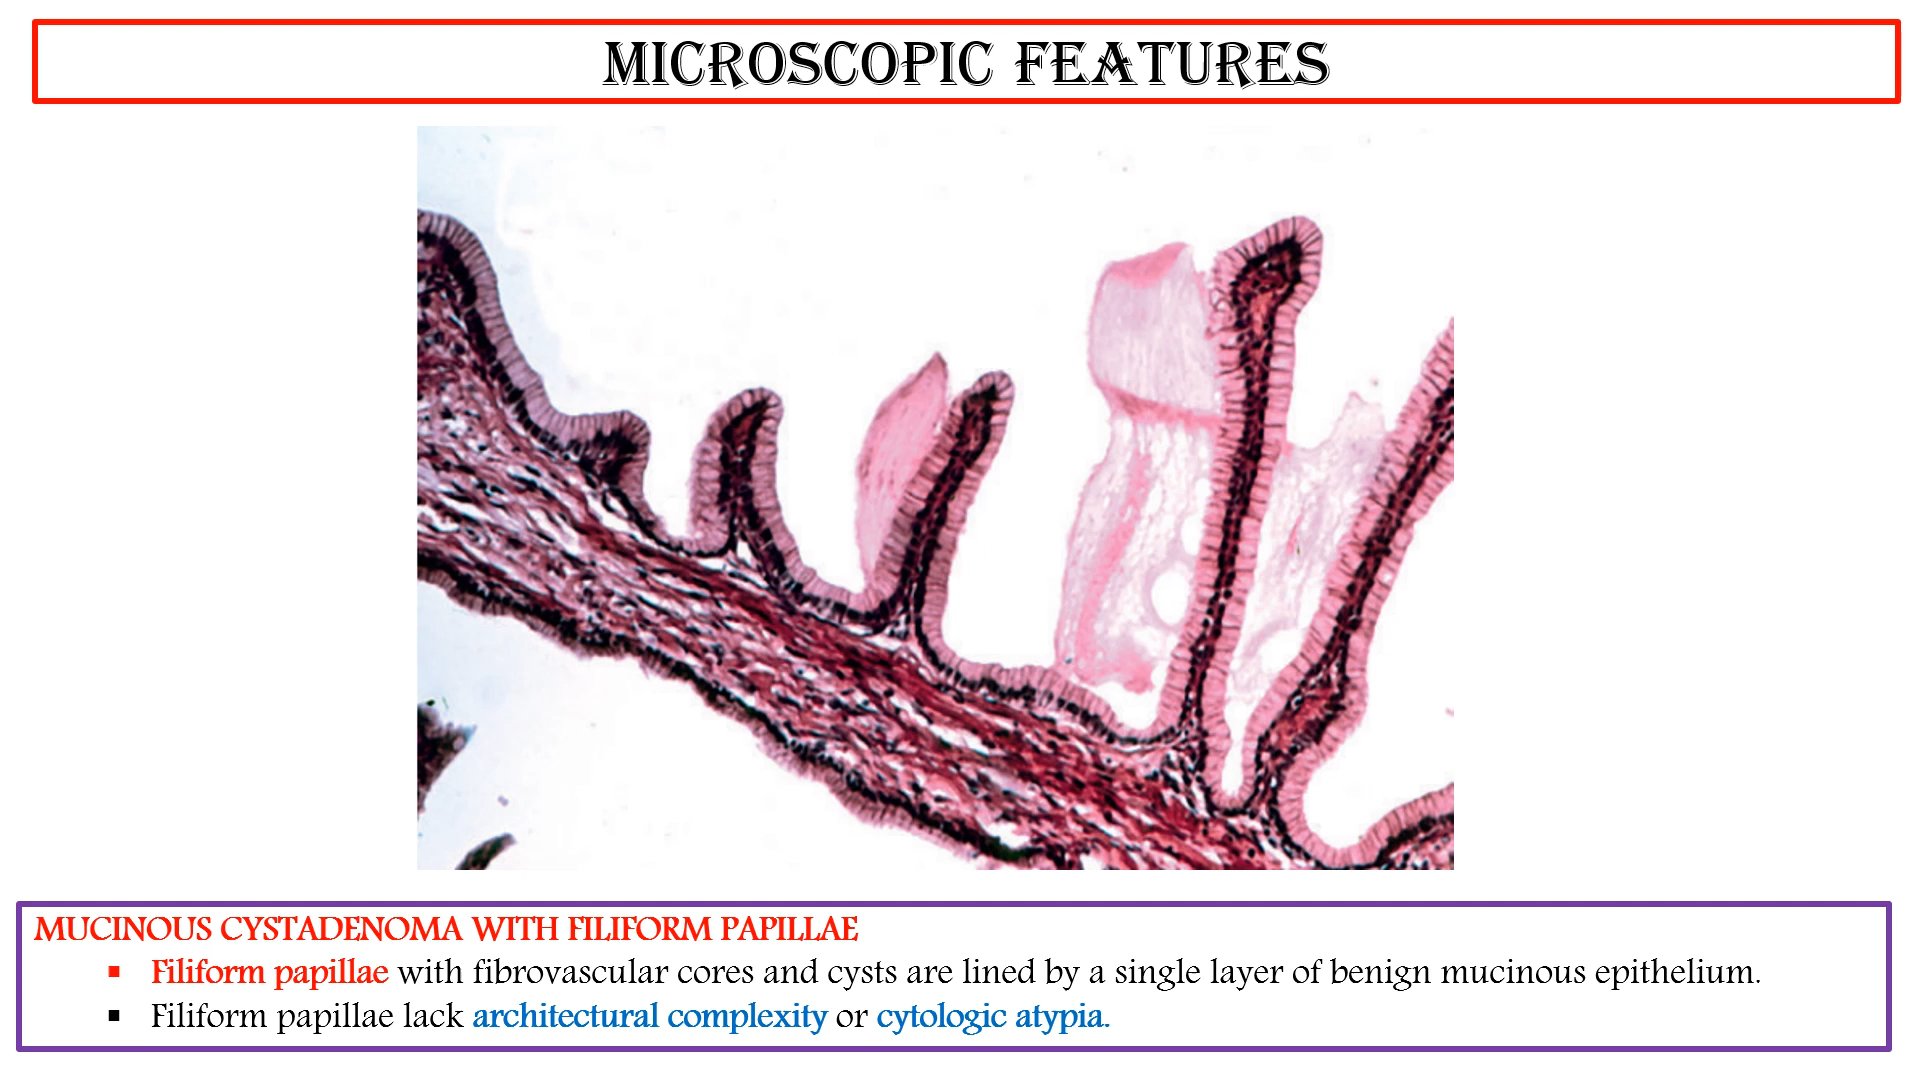 MICROSCOPIC FEATURES
MUCINOUS CYSTADENOMA WITH FILIFORM PAPILLAE
▪ Filiform papillae with fibrovascular cores and cysts are lined by a single layer of benign mucinous epithelium.
▪ Filiform papillae lack architectural complexity or cytologic atypia.